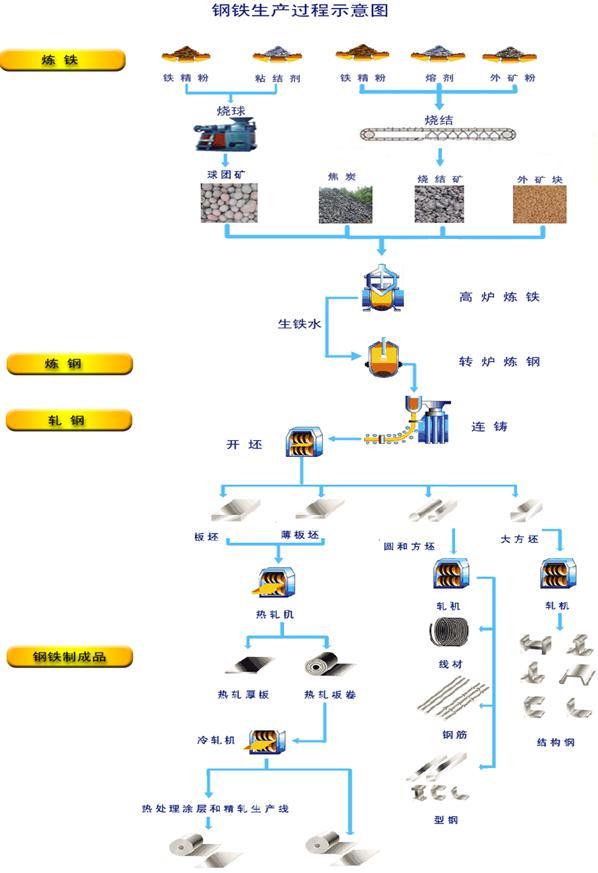 钢铁生产过程示意图
炼铁
铁精粉
粘结剂
铁精粉
熔剂
外矿粉
烧球
烧结
球团矿
焦炭
烧结矿
外矿块
高炉炼铁
生铁水
炼钢
转炉炼钢
轧钢
连铸
开坯
板坯
薄板坯
圆和方坯
大方坯
热轧机
轧机
轧机
线材
钢铁制成品
热轧厚板
热轧板卷
钢筋
冷轧机
结构钢
热处理涂层和精轧生产线
型钢